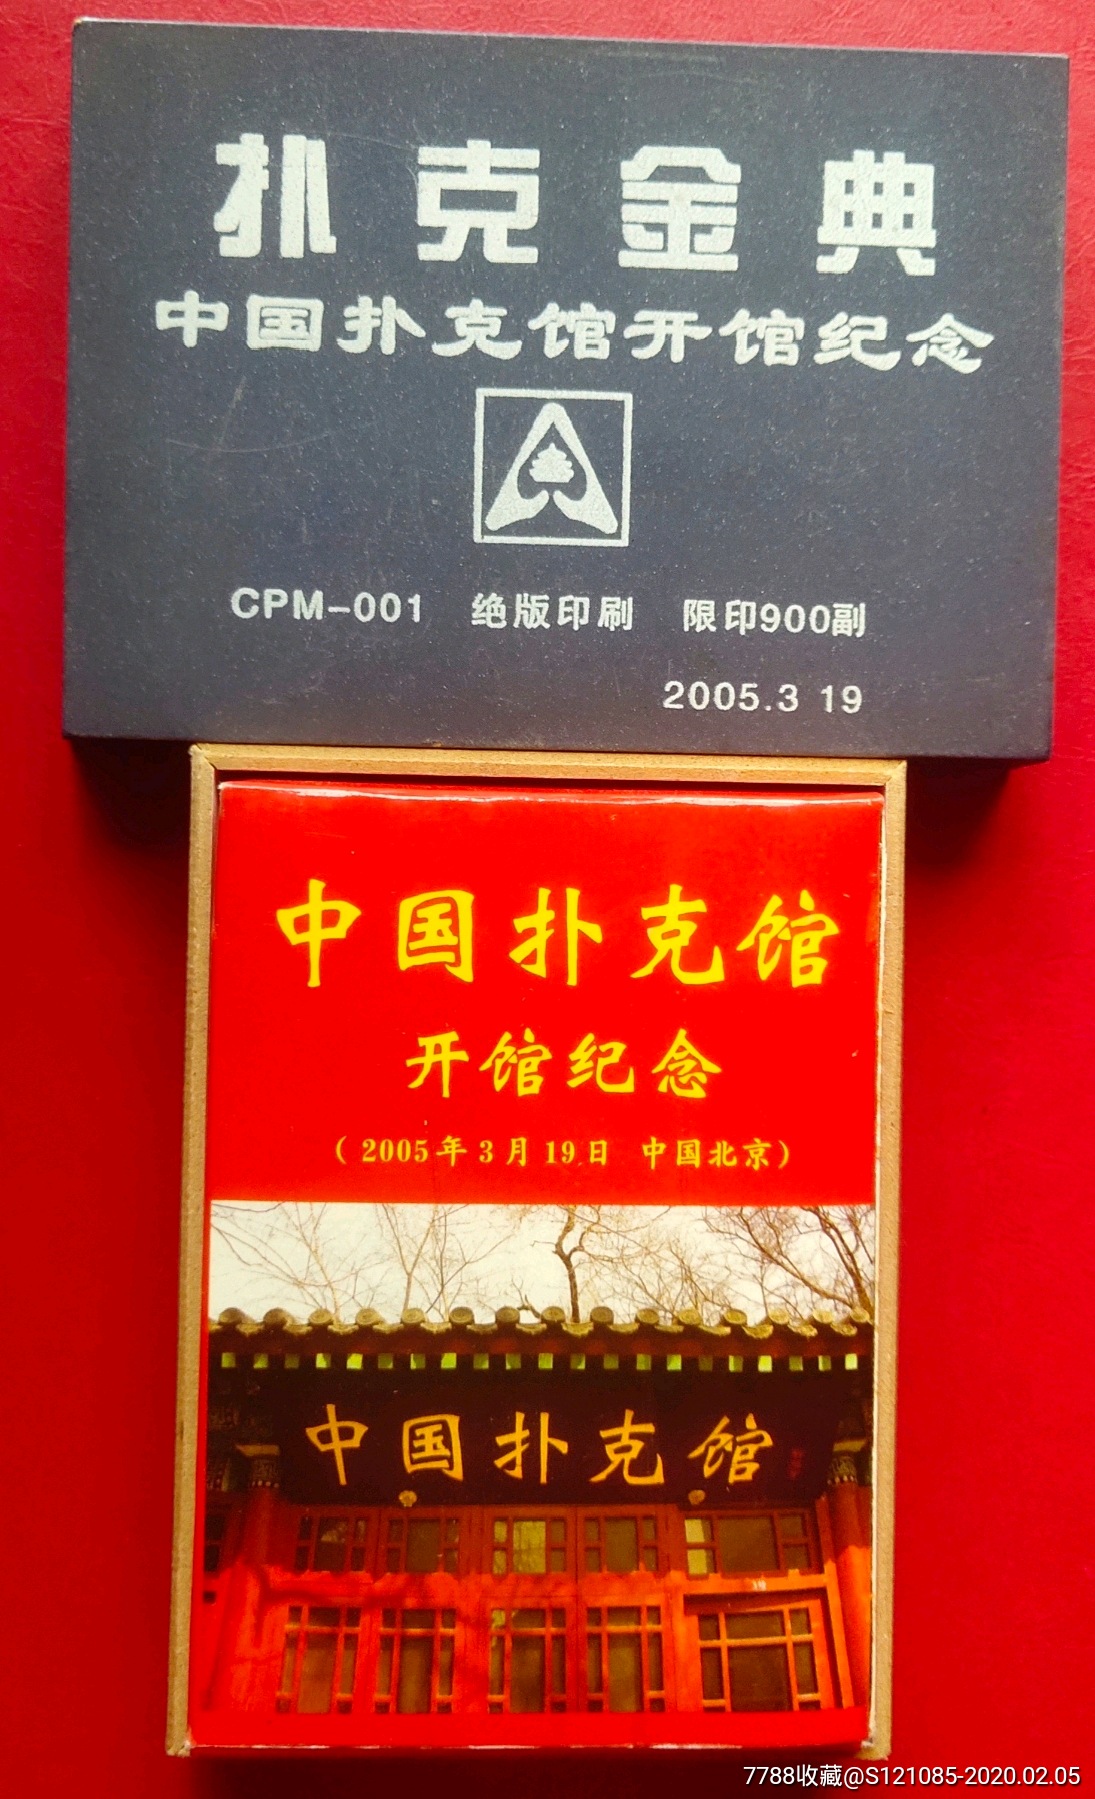 扑克金典
中国扑克馆开馆纪念
CPM-001 绝版印刷 限印900副
2005.3 19
中国扑克馆
开馆纪念
( 2005年3月19日 中国北京)
中国扑克馆
7788收藏@S121085-2020.02.05